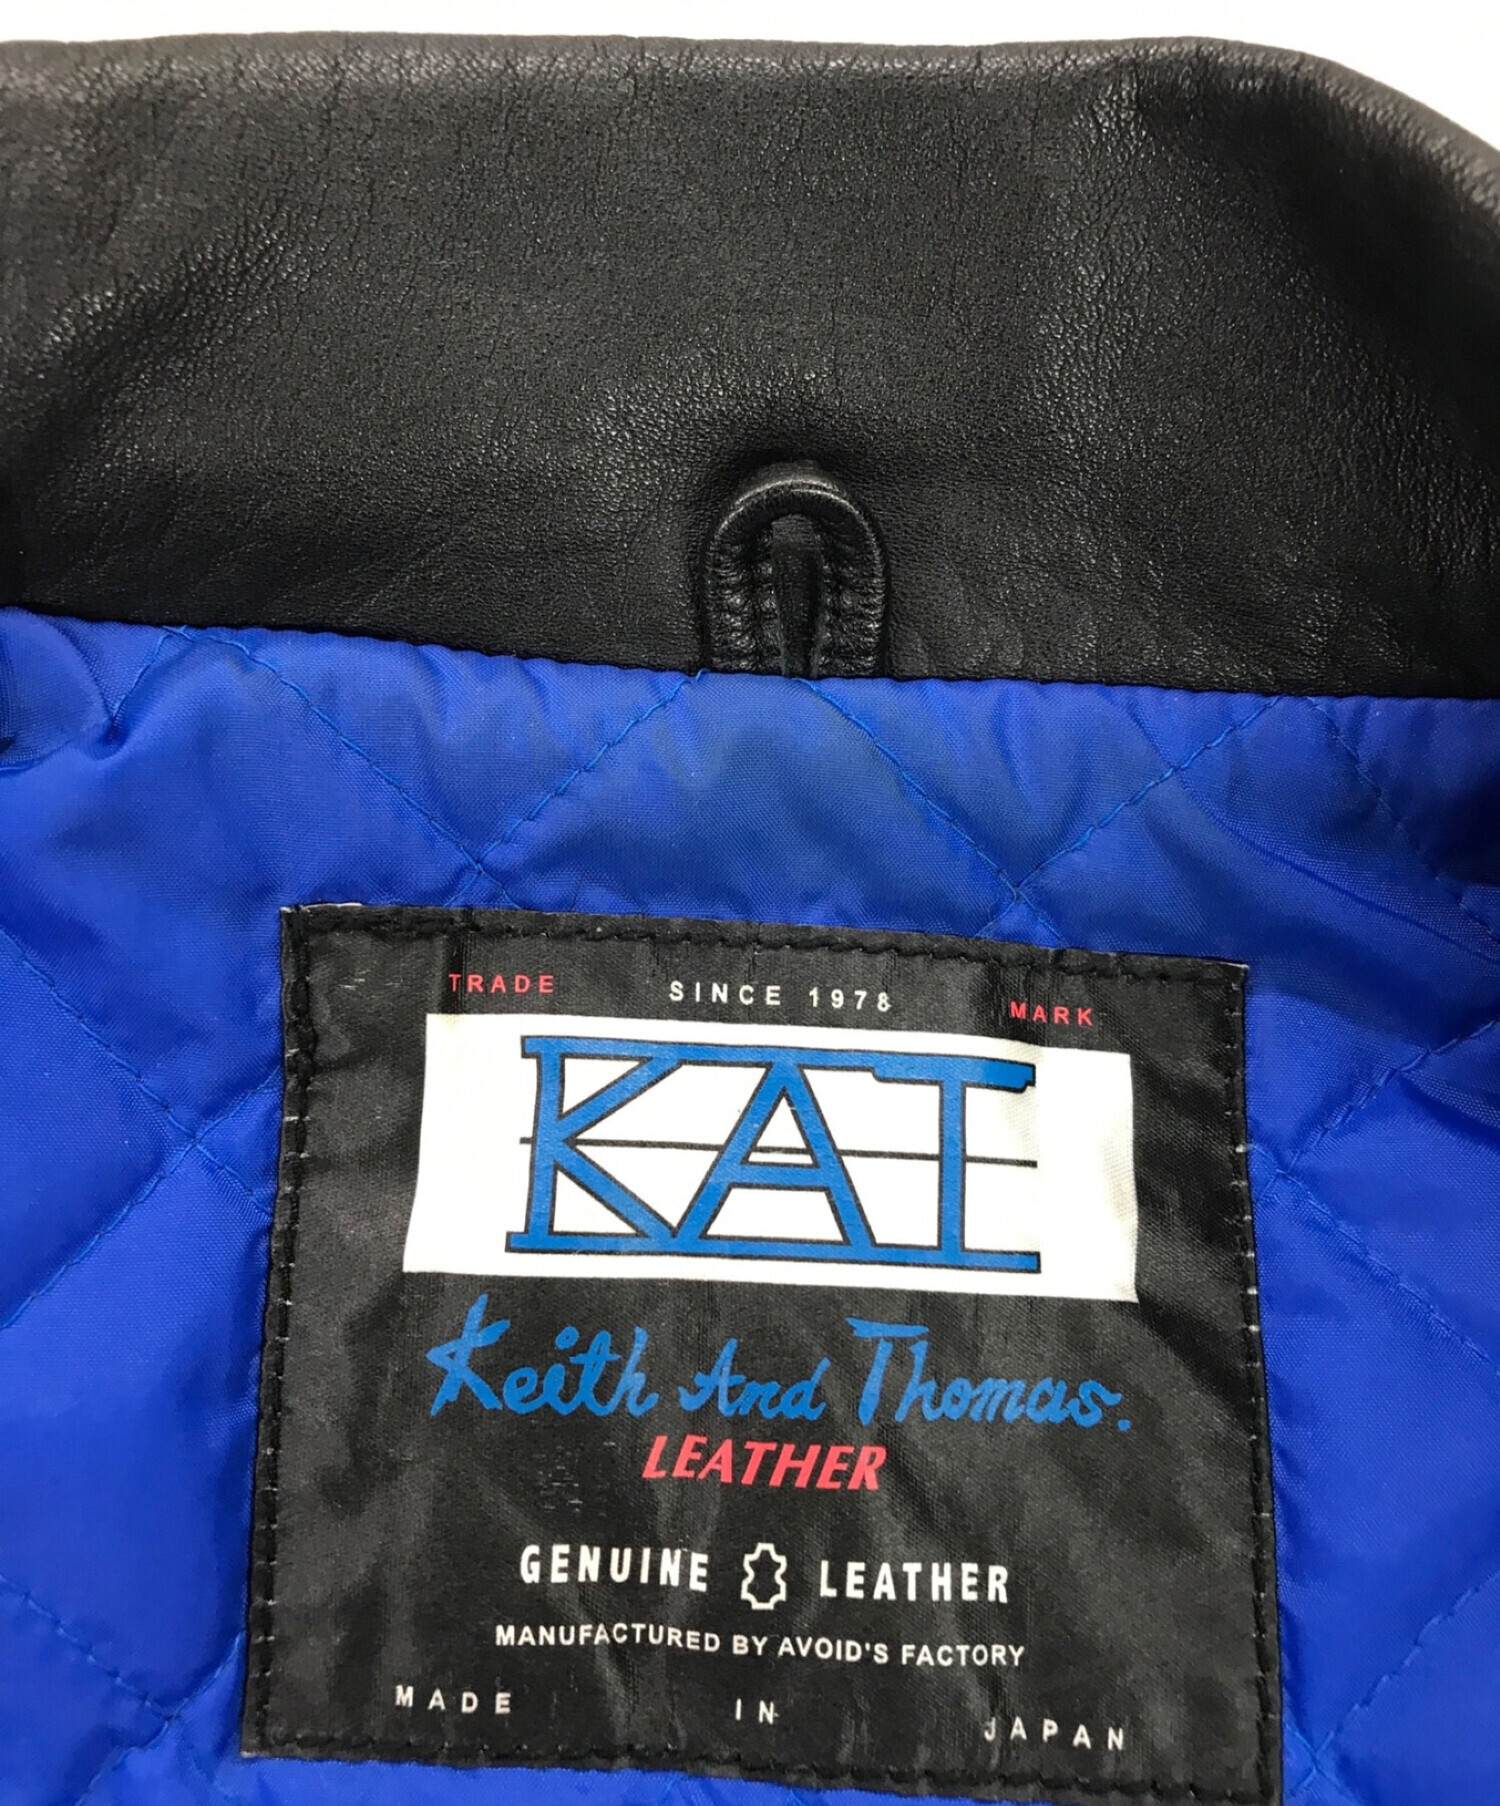 TRADE SINCE 1978 MARK
KAT
Keith And Thomas.
LEATHER
GENUINE LEATHER
MANUFACTURED BY AVOID'S FACTORY
MADE IN JAPAN